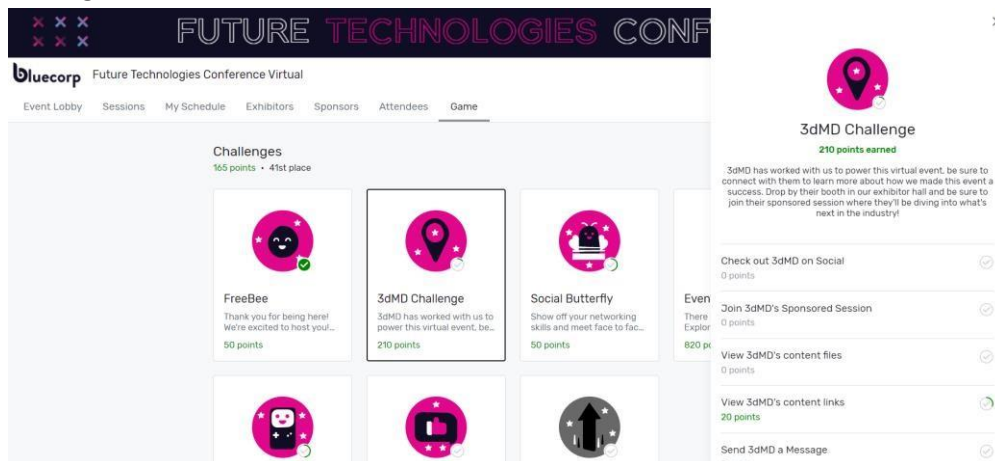 FUTURE TECHNOLOGIES CONF
bluecorp Future Technologies Conference Virtual
Event Lobby Sessions My Schedule Exhibitors Sponsors Attendees Game
Challenges
165 points • 41st place
FreeBee
Thank you for being here!
We're excited to host you!...
50 points
3dMD Challenge
3dMD has worked with us to
power this virtual event, be...
210 points
Social Butterfly
Show off your networking
skills and meet face to fac...
50 points
Even
There
Explor
820 po
3dMD Challenge
210 points earned
3dMD has worked with us to power this virtual event, be sure to
connect with them to learn more about how we made this event a
success. Drop by their booth in our exhibitor hall and be sure to
join their sponsored session where they'll be diving into what's
next in the industry!
Check out 3dMD on Social
0 points
Join 3dMD's Sponsored Session
0 points
View 3dMD's content files
0 points
View 3dMD's content links
20 points
Send 3dMD a Message